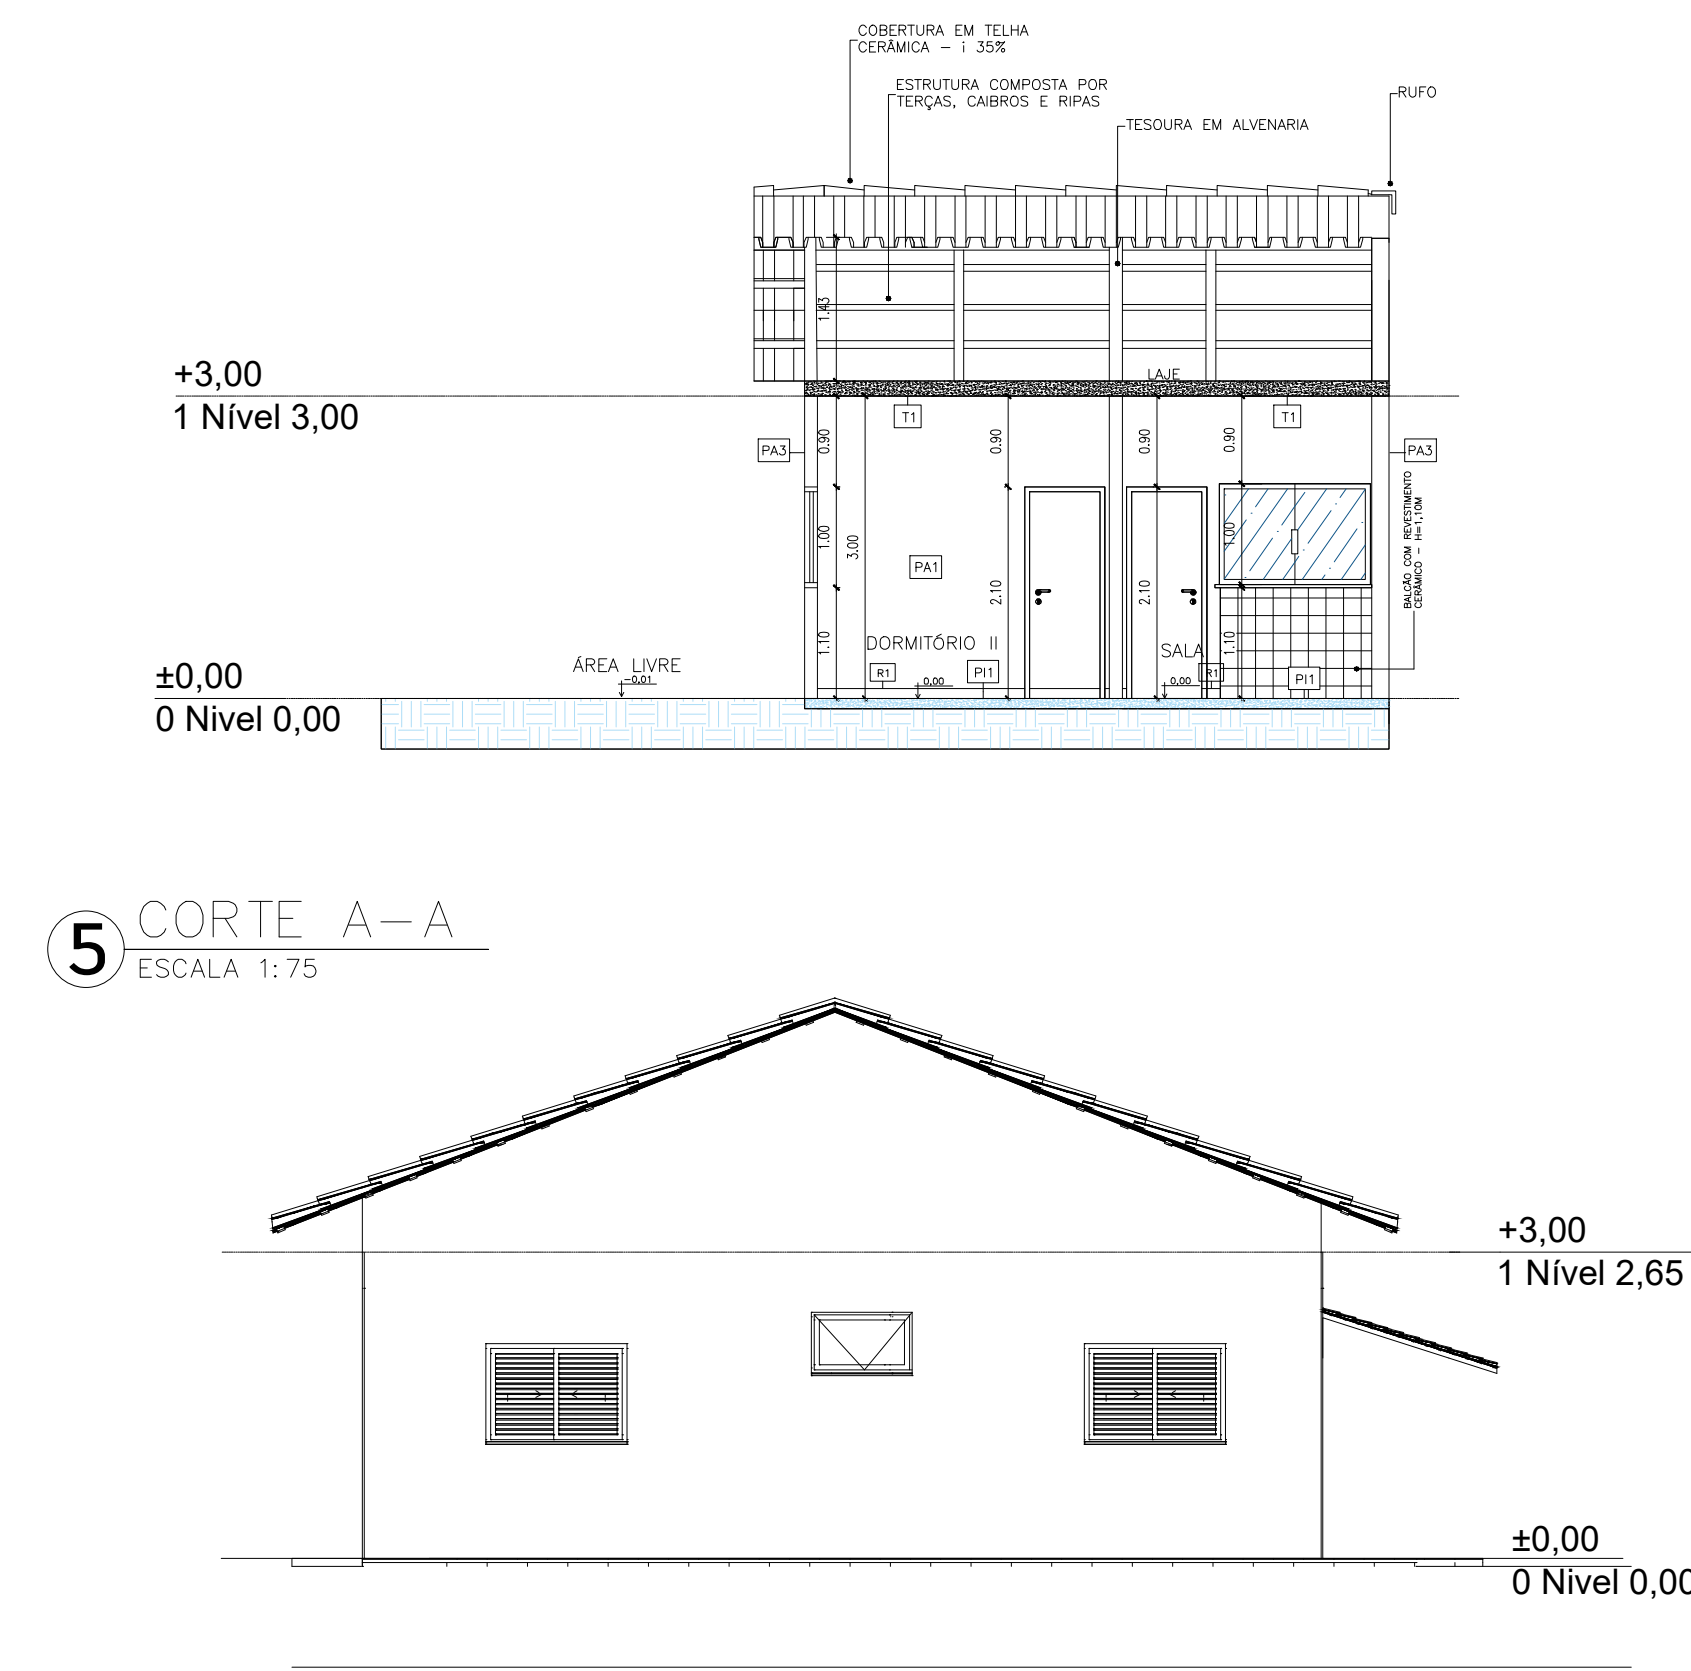 COBERTURA EM TELHA
CERÂMICA – i 35%
ESTRUTURA COMPOSTA POR
TERÇAS, CAIBROS E RIPAS
RUFO
TESOURA EM ALVENARIA
1.43
+3,00
1 Nível 3,00
LAJE
T1
T1
PA3
0.90
0.90
0.90
0.90
PA3
1.00
3.00
PA1
2.10
2.10
1.00
BALCÃO COM REVESTIMENTO
CERÂMICO – H=1,10M
1.10
DORMITÓRIO II
SALA
1.10
ÁREA LIVRE
-0.01
R1
0,00
PI1
0,00
R1
PI1
±0,00
0 Nivel 0,00
5
CORTE A–A
ESCALA 1:75
+3,00
1 Nível 2,65
±0,00
0 Nivel 0,00